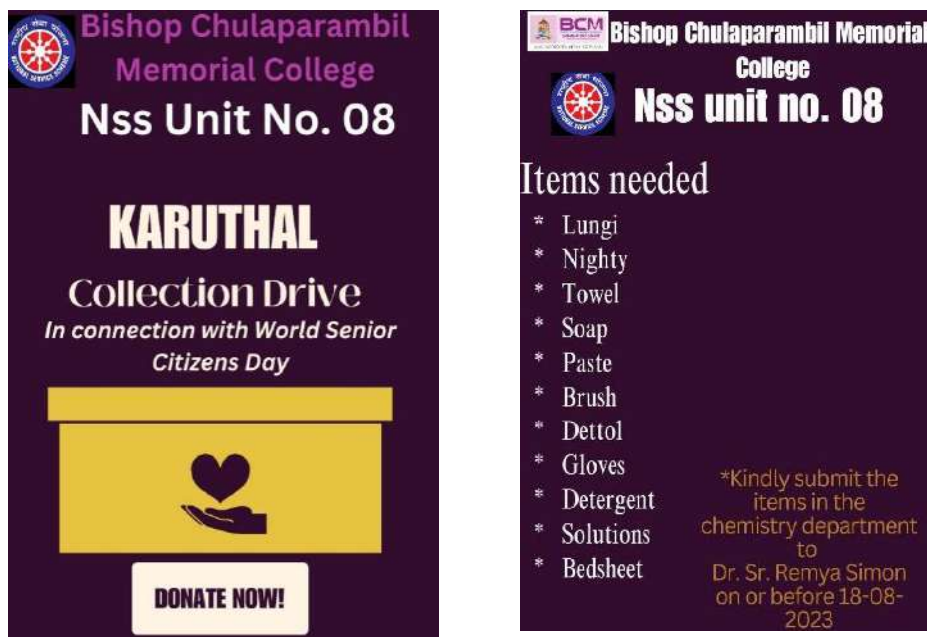 Bishop Chulaparambil
Memorial College
Nss Unit No. 08
KARUTHAL
Collection Drive
In connection with World Senior
Citizens Day
DONATE NOW!
BCM
Bishop Chulaparambil Memorial
College
Nss unit no. 08
Items needed
* Lungi
* Nighty
* Towel
* Soap
* Paste
* Brush
* Dettol
* Gloves
* Detergent
* Solutions
* Bedsheet
*Kindly submit the
items in the
chemistry department
to
Dr. Sr. Remya Simon
on or before 18-08-
2023